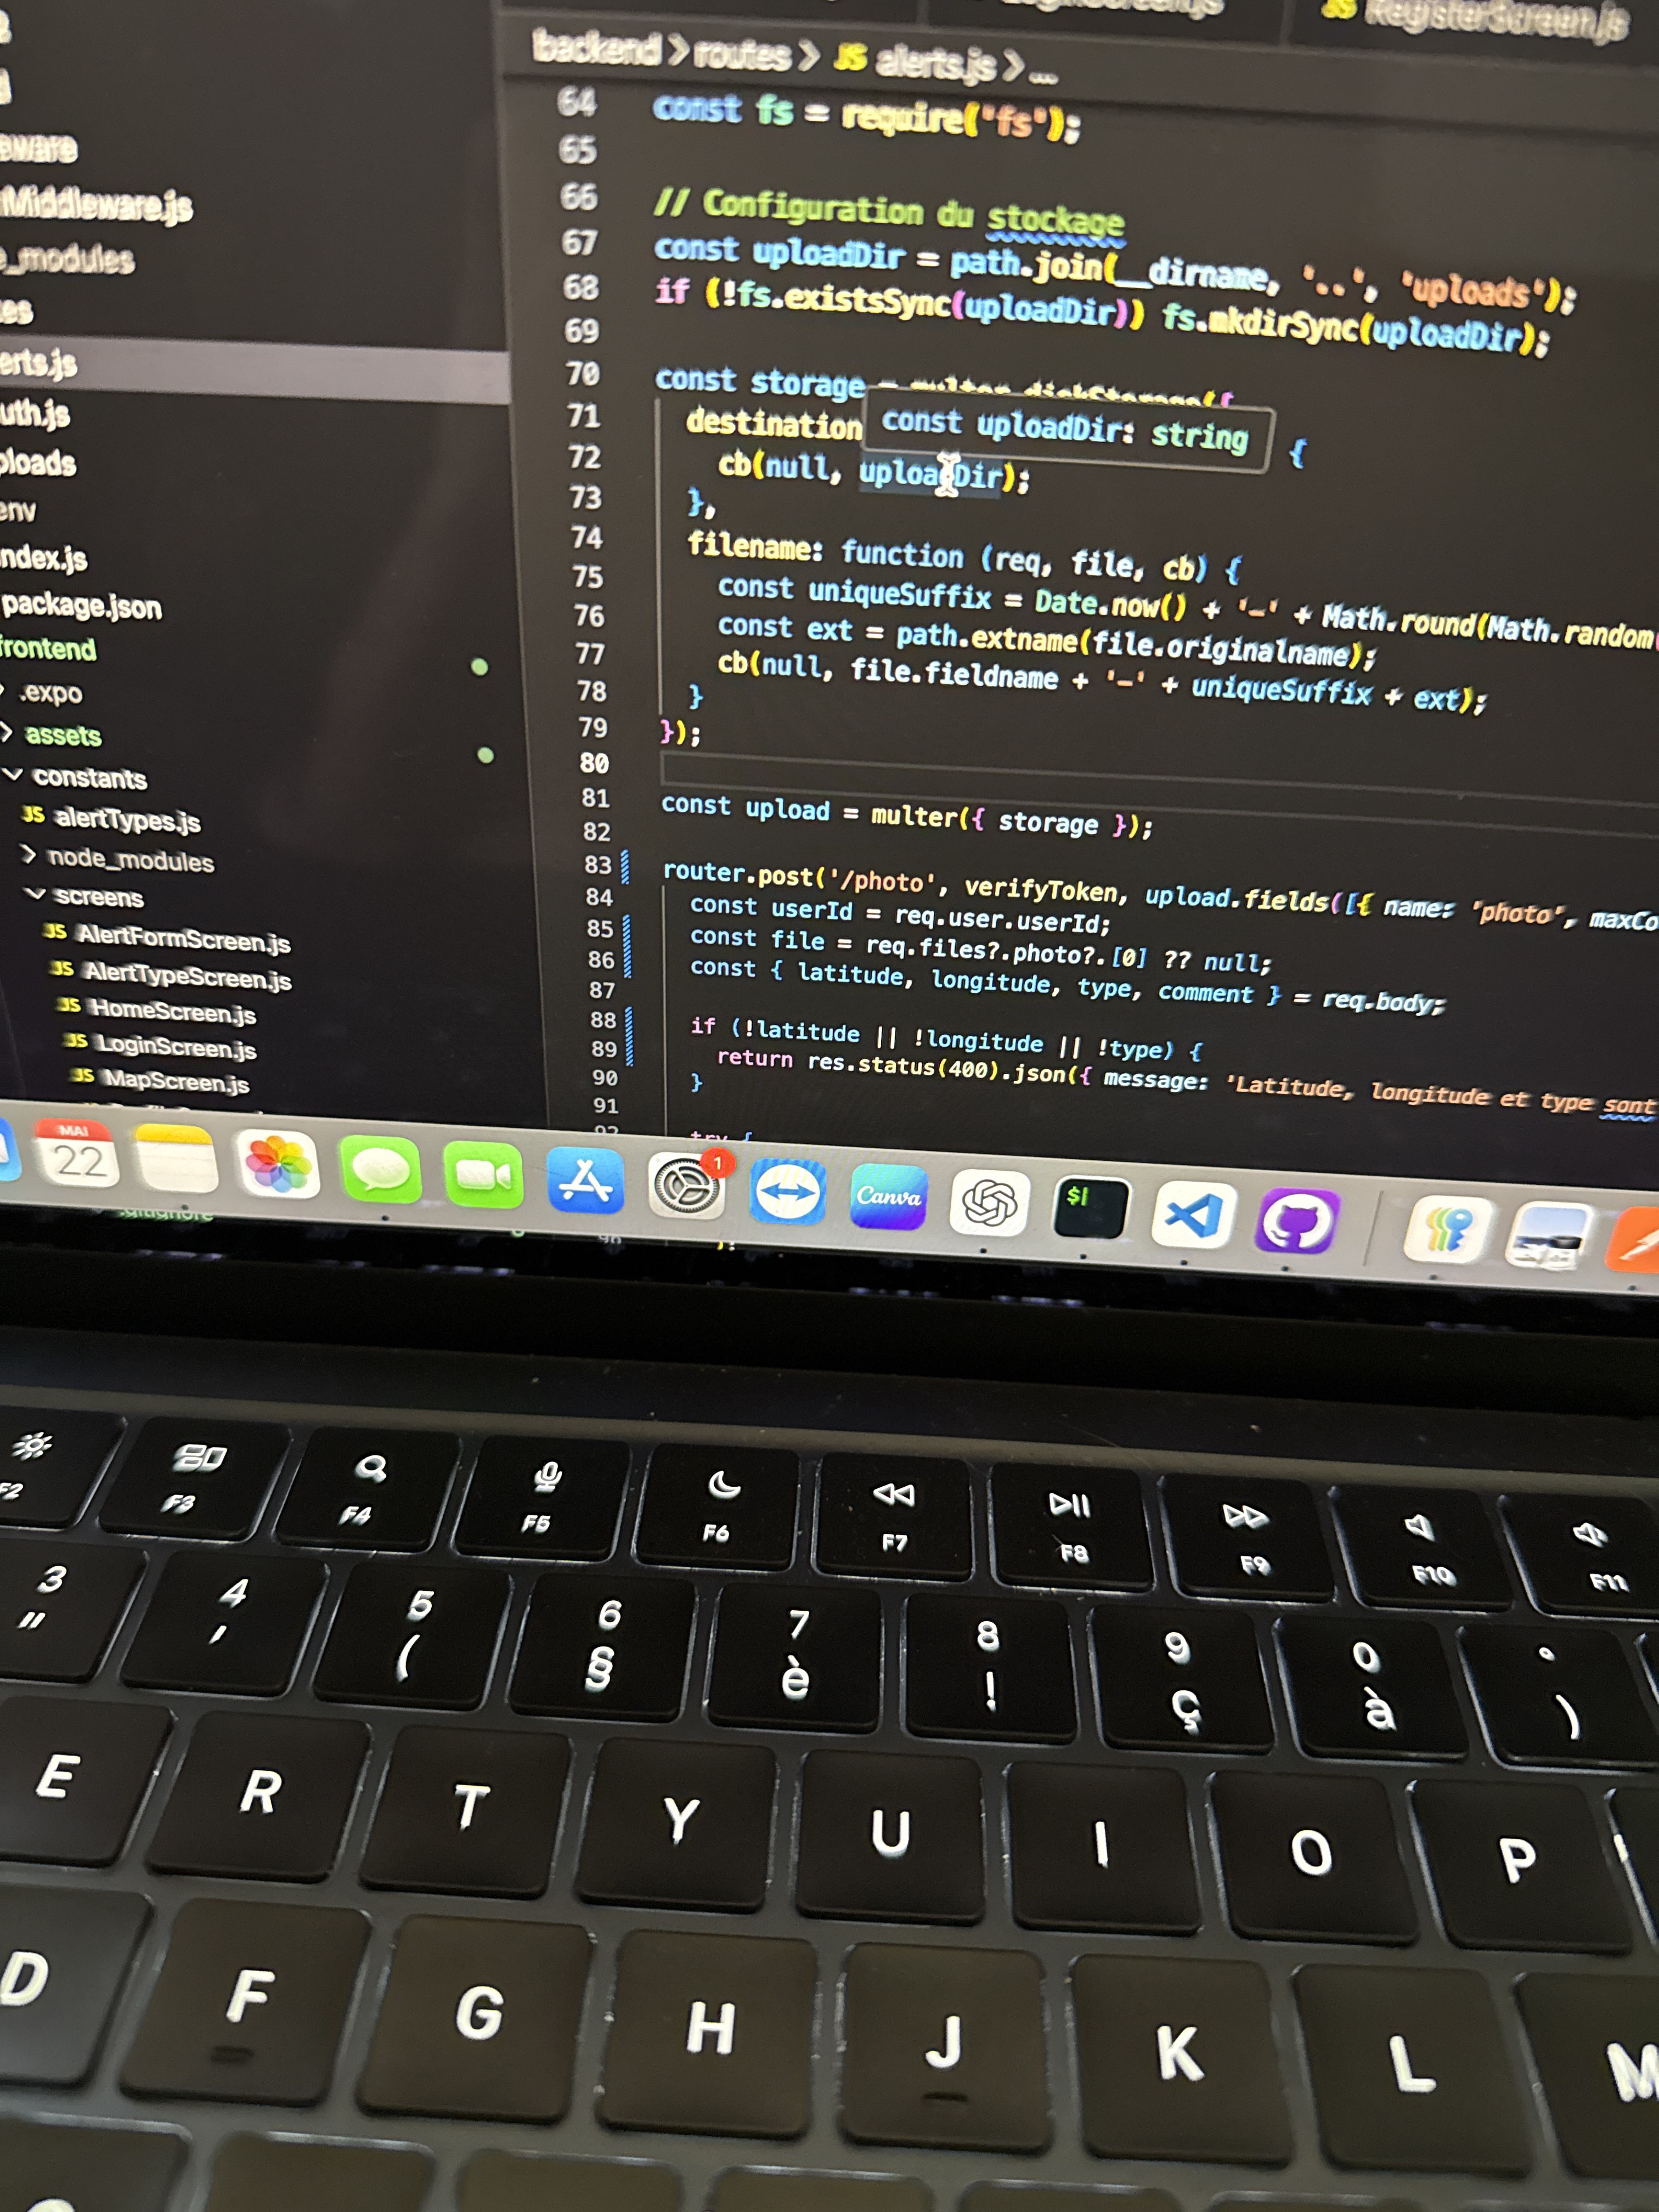 RegisterScreen.js
backend > routes > JS alerts.js > ...
64 const fs = require('fs');
65
66 // Configuration du stockage
67 const uploadDir = path.join(__dirname, '..', 'uploads');
68 if (!fs.existsSync(uploadDir)) fs.mkdirSync(uploadDir);
69
70 const storage = multer.diskStorage({
71 destination {
const uploadDir: string
72 cb(null, uploadDir);
73 },
74 filename: function (req, file, cb) {
75 const uniqueSuffix = Date.now() + '-' + Math.round(Math.random(
76 const ext = path.extname(file.originalname);
77 cb(null, file.fieldname + '-' + uniqueSuffix + ext);
78 }
79 });
80
81 const upload = multer({ storage });
82
83 router.post('/photo', verifyToken, upload.fields([{ name: 'photo', maxCo
84 const userId = req.user.userId;
85 const file = req.files?.photo?.[0] ?? null;
86 const { latitude, longitude, type, comment } = req.body;
87
88 if (!latitude || !longitude || !type) {
89 return res.status(400).json({ message: 'Latitude, longitude et type sont
90 }
91
92 try {
eware
Middleware.js
_modules
es
erts.js
uth.js
ploads
env
ndex.js
package.json
frontend
> .expo
> assets
constants
JS alertTypes.js
> node_modules
screens
JS AlertFormScreen.js
JS AlertTypeScreen.js
JS HomeScreen.js
JS LoginScreen.js
JS MapScreen.js
MAI
22
1
Canva
$
.gitignore
96 );
F2 F3 F4 F5 F6 F7 F8 F9 F10 F11
3 4 5 6 7 8 9 0 °
" ' ( § è ! ç à )
E R T Y U I O P
D F G H J K L M